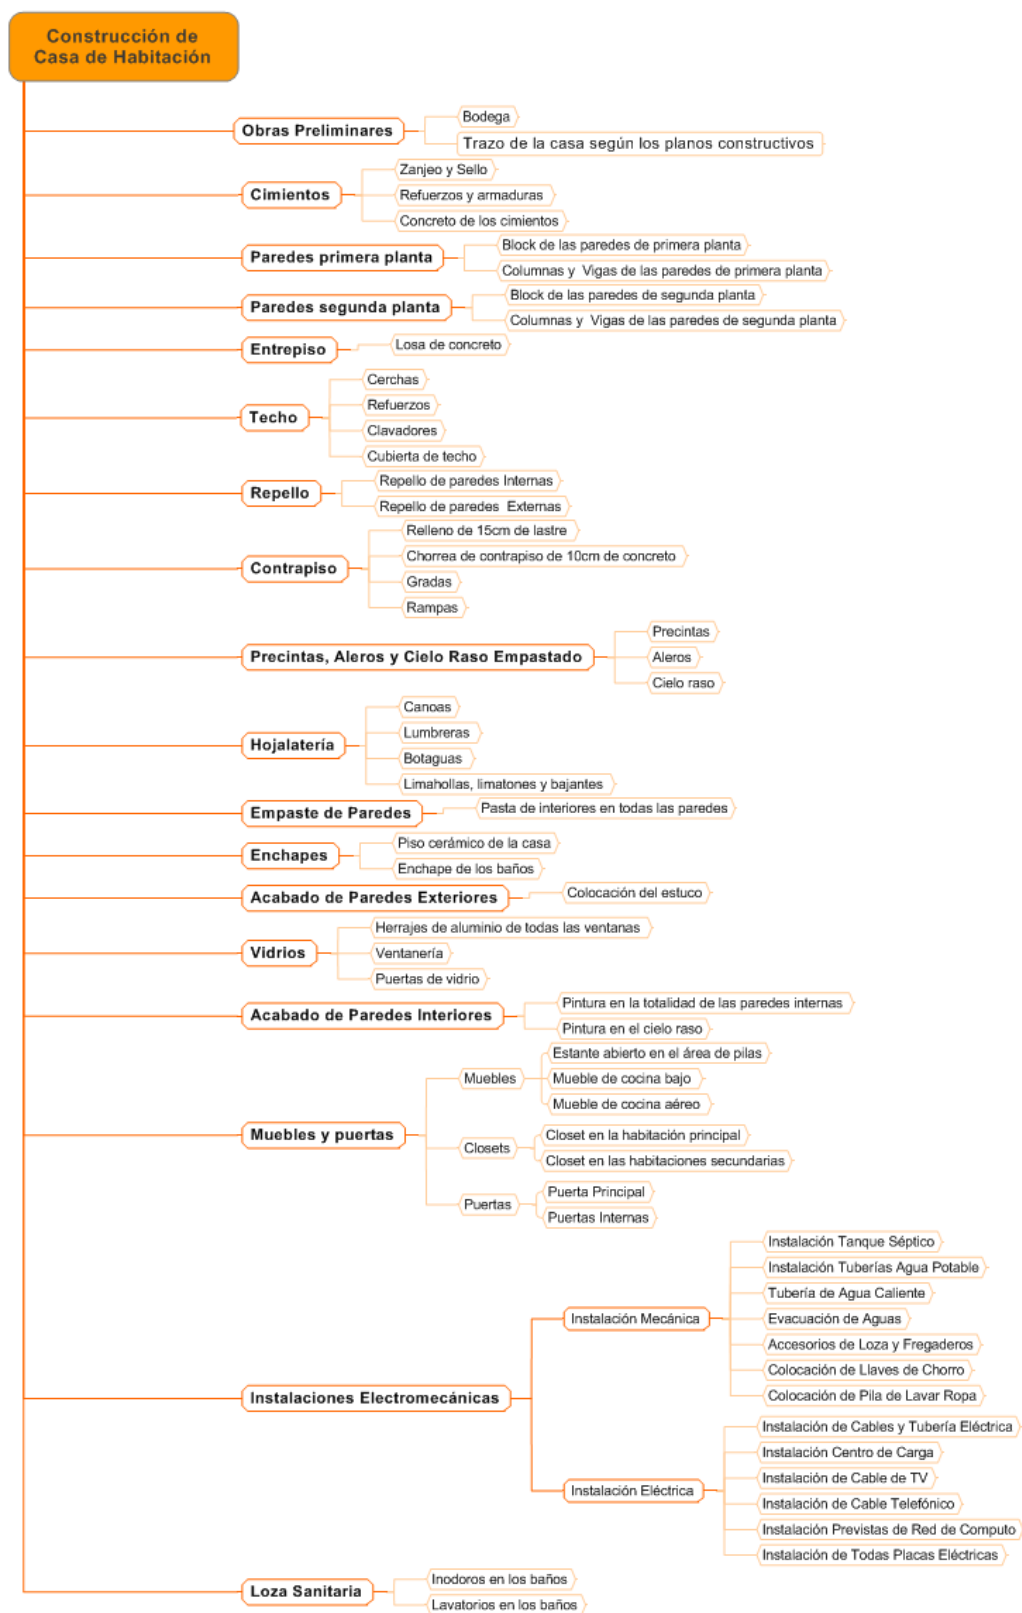 Construcción de
Casa de Habitación
Obras Preliminares
Bodega
Trazo de la casa según los planos constructivos
Cimientos
Zanjeo y Sello
Refuerzos y armaduras
Concreto de los cimientos
Paredes primera planta
Block de las paredes de primera planta
Columnas y Vigas de las paredes de primera planta
Paredes segunda planta
Block de las paredes de segunda planta
Columnas y Vigas de las paredes de segunda planta
Entrepiso
Losa de concreto
Techo
Cerchas
Refuerzos
Clavadores
Cubierta de techo
Repello
Repello de paredes Internas
Repello de paredes Externas
Contrapiso
Relleno de 15cm de lastre
Chorrea de contrapiso de 10cm de concreto
Gradas
Rampas
Precintas, Aleros y Cielo Raso Empastado
Precintas
Aleros
Cielo raso
Hojalatería
Canoas
Lumbreras
Botaguas
Limahollas, limatones y bajantes
Empaste de Paredes
Pasta de interiores en todas las paredes
Enchapes
Piso cerámico de la casa
Enchape de los baños
Acabado de Paredes Exteriores
Colocación del estuco
Vidrios
Herrajes de aluminio de todas las ventanas
Ventanería
Puertas de vidrio
Acabado de Paredes Interiores
Pintura en la totalidad de las paredes internas
Pintura en el cielo raso
Muebles y puertas
Muebles
Estante abierto en el área de pilas
Mueble de cocina bajo
Mueble de cocina aéreo
Closets
Closet en la habitación principal
Closet en las habitaciones secundarias
Puertas
Puerta Principal
Puertas Internas
Instalaciones Electromecánicas
Instalación Mecánica
Instalación Tanque Séptico
Instalación Tuberías Agua Potable
Tubería de Agua Caliente
Evacuación de Aguas
Accesorios de Loza y Fregaderos
Colocación de Llaves de Chorro
Colocación de Pila de Lavar Ropa
Instalación Eléctrica
Instalación de Cables y Tubería Eléctrica
Instalación Centro de Carga
Instalación de Cable de TV
Instalación de Cable Telefónico
Instalación Previstas de Red de Computo
Instalación de Todas Placas Eléctricas
Loza Sanitaria
Inodoros en los baños
Lavatorios en los baños